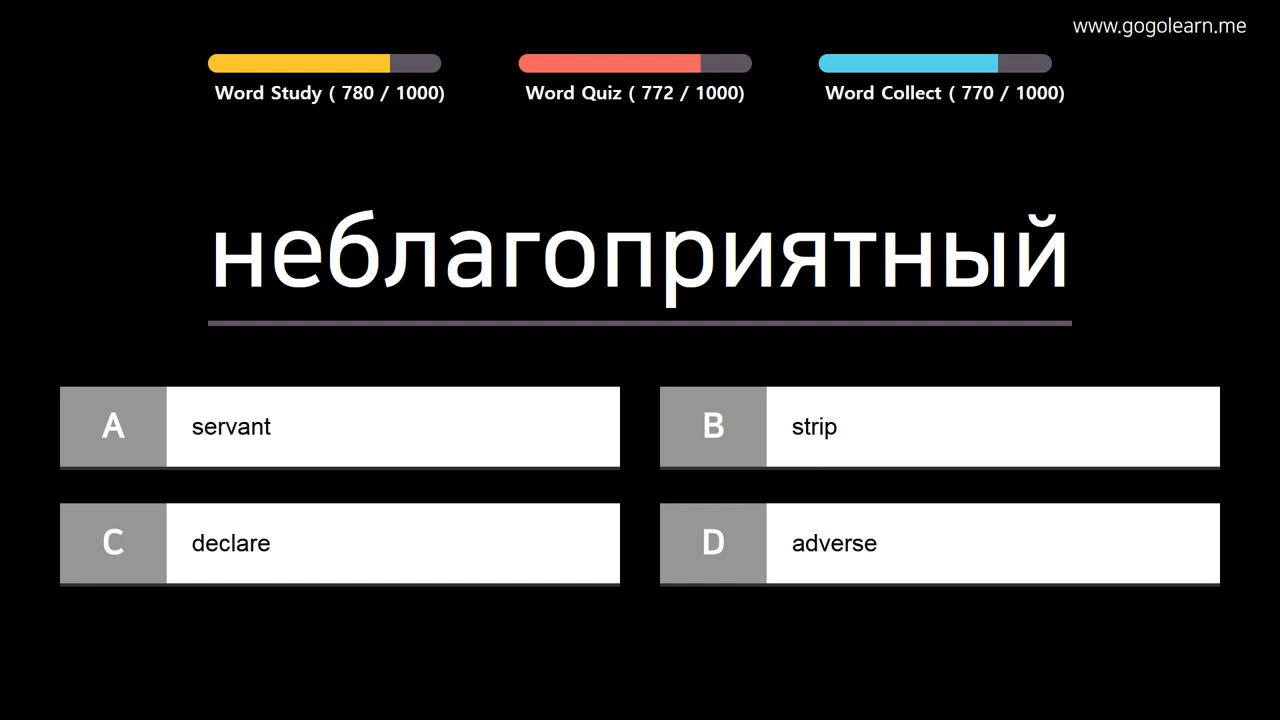 www.gogolearn.me
Word Study ( 780 / 1000)
Word Quiz ( 772 / 1000)
Word Collect ( 770 / 1000)
неблагоприятный
A servant
B strip
C declare
D adverse